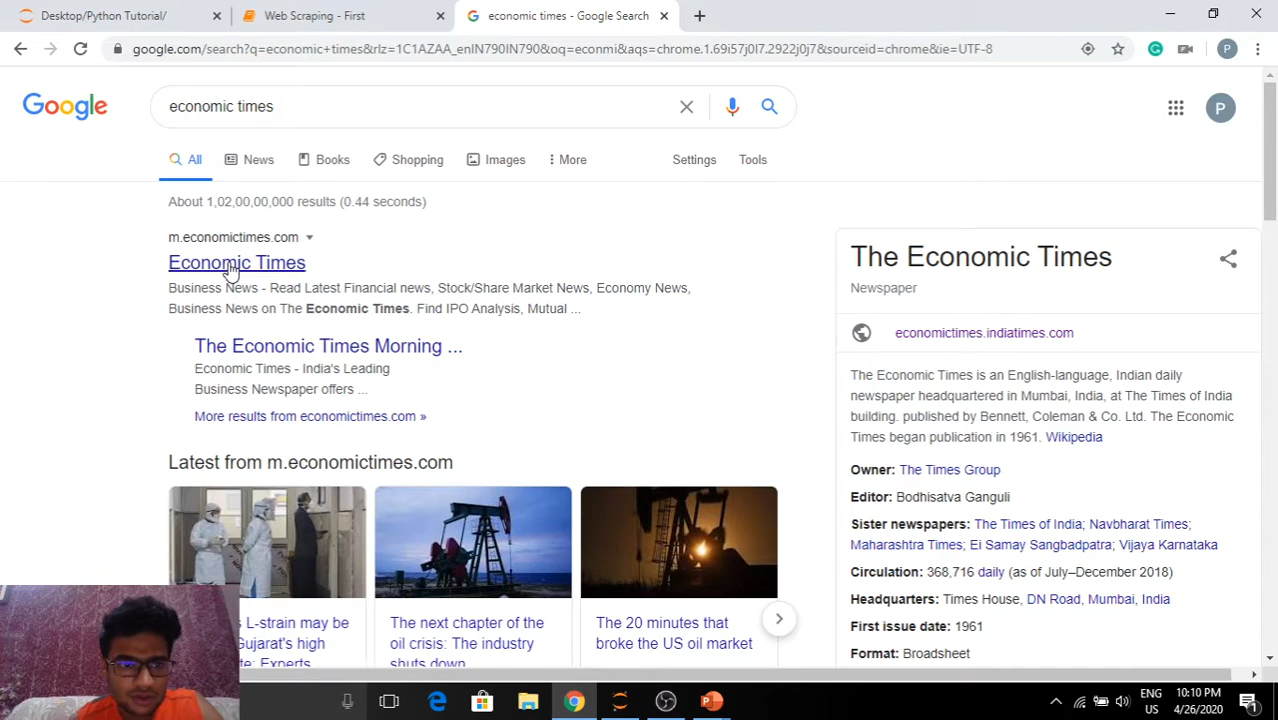 Desktop/Python Tutorial/
Web Scraping - First
economic times - Google Search
google.com/search?q=economic+times&rlz=1C1AZAA_enIN790IN790&oq=econmi&aqs=chrome.1.69i57j0l7.2922j0j7&sourceid=chrome&ie=UTF-8
P
Google
economic times
P
All
News
Books
Shopping
Images
More
Settings
Tools
About 1,02,00,00,000 results (0.44 seconds)
m.economictimes.com
Economic Times
Business News - Read Latest Financial news, Stock/Share Market News, Economy News,
Business News on The Economic Times. Find IPO Analysis, Mutual ...
The Economic Times Morning ...
Economic Times - India's Leading
Business Newspaper offers ...
More results from economictimes.com »
Latest from m.economictimes.com
L-strain may be
Gujarat's high
te: Experts
The next chapter of the
oil crisis: The industry
shuts down
The 20 minutes that
broke the US oil market
The Economic Times
Newspaper
economictimes.indiatimes.com
The Economic Times is an English-language, Indian daily
newspaper headquartered in Mumbai, India, at The Times of India
building. published by Bennett, Coleman & Co. Ltd. The Economic
Times began publication in 1961. Wikipedia
Owner: The Times Group
Editor: Bodhisatva Ganguli
Sister newspapers: The Times of India; Navbharat Times;
Maharashtra Times; Ei Samay Sangbadpatra; Vijaya Karnataka
Circulation: 368,716 daily (as of July–December 2018)
Headquarters: Times House, DN Road, Mumbai, India
First issue date: 1961
Format: Broadsheet
ENG
US
10:10 PM
4/26/2020
1